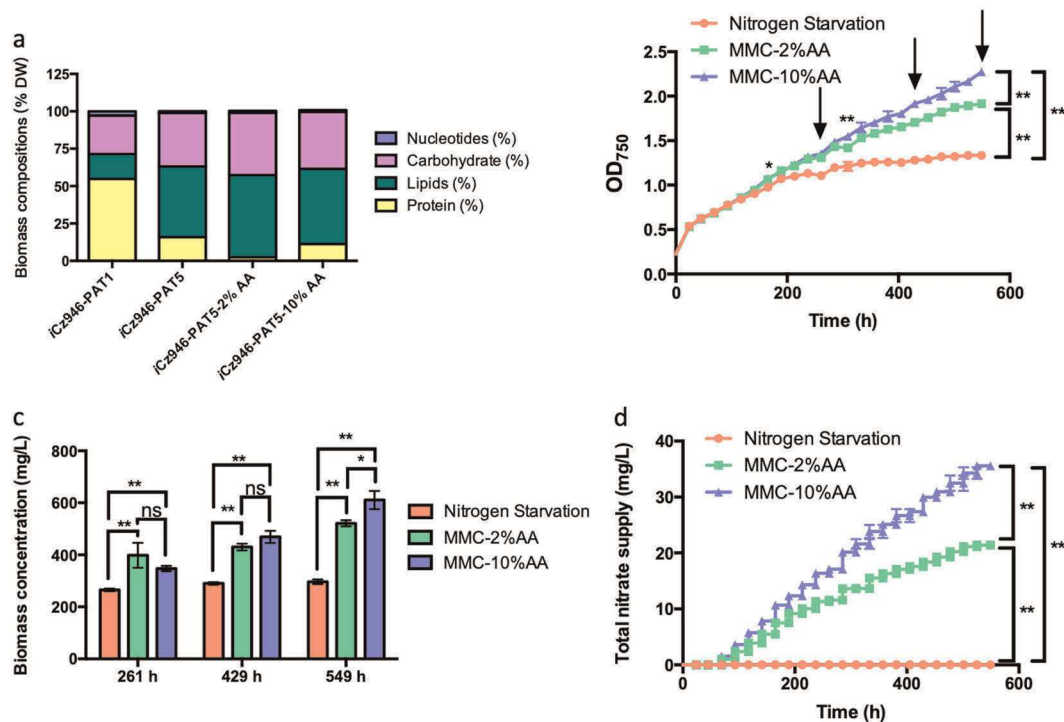 a
Biomass compositions (% DW)
125
100
75
50
25
0
iCz946-PAT1
iCz946-PAT5
iCz946-PAT5-2% AA
iCz946-PAT5-10% AA
Nucleotides (%)
Carbohydrate (%)
Lipids (%)
Protein (%)
Nitrogen Starvation
MMC-2%AA
MMC-10%AA
OD750
2.5
2.0
1.5
1.0
0.5
0.0
0 200 400 600
Time (h)
*
**
**
**
**
c
Biomass concentration (mg/L)
800
600
400
200
0
** ** ns
** ** ns
** ** *
261 h 429 h 549 h
Nitrogen Starvation
MMC-2%AA
MMC-10%AA
d
Nitrogen Starvation
MMC-2%AA
MMC-10%AA
Total nitrate supply (mg/L)
40
30
20
10
0
0 200 400 600
Time (h)
**
**
**